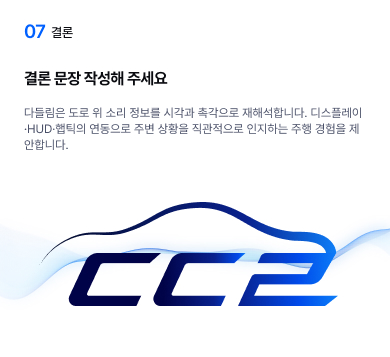 07 결론
결론 문장 작성해 주세요
다들림은 도로 위 소리 정보를 시각과 촉각으로 재해석합니다. 디스플레이
·HUD·햅틱의 연동으로 주변 상황을 직관적으로 인지하는 주행 경험을 제
안합니다.
CC2